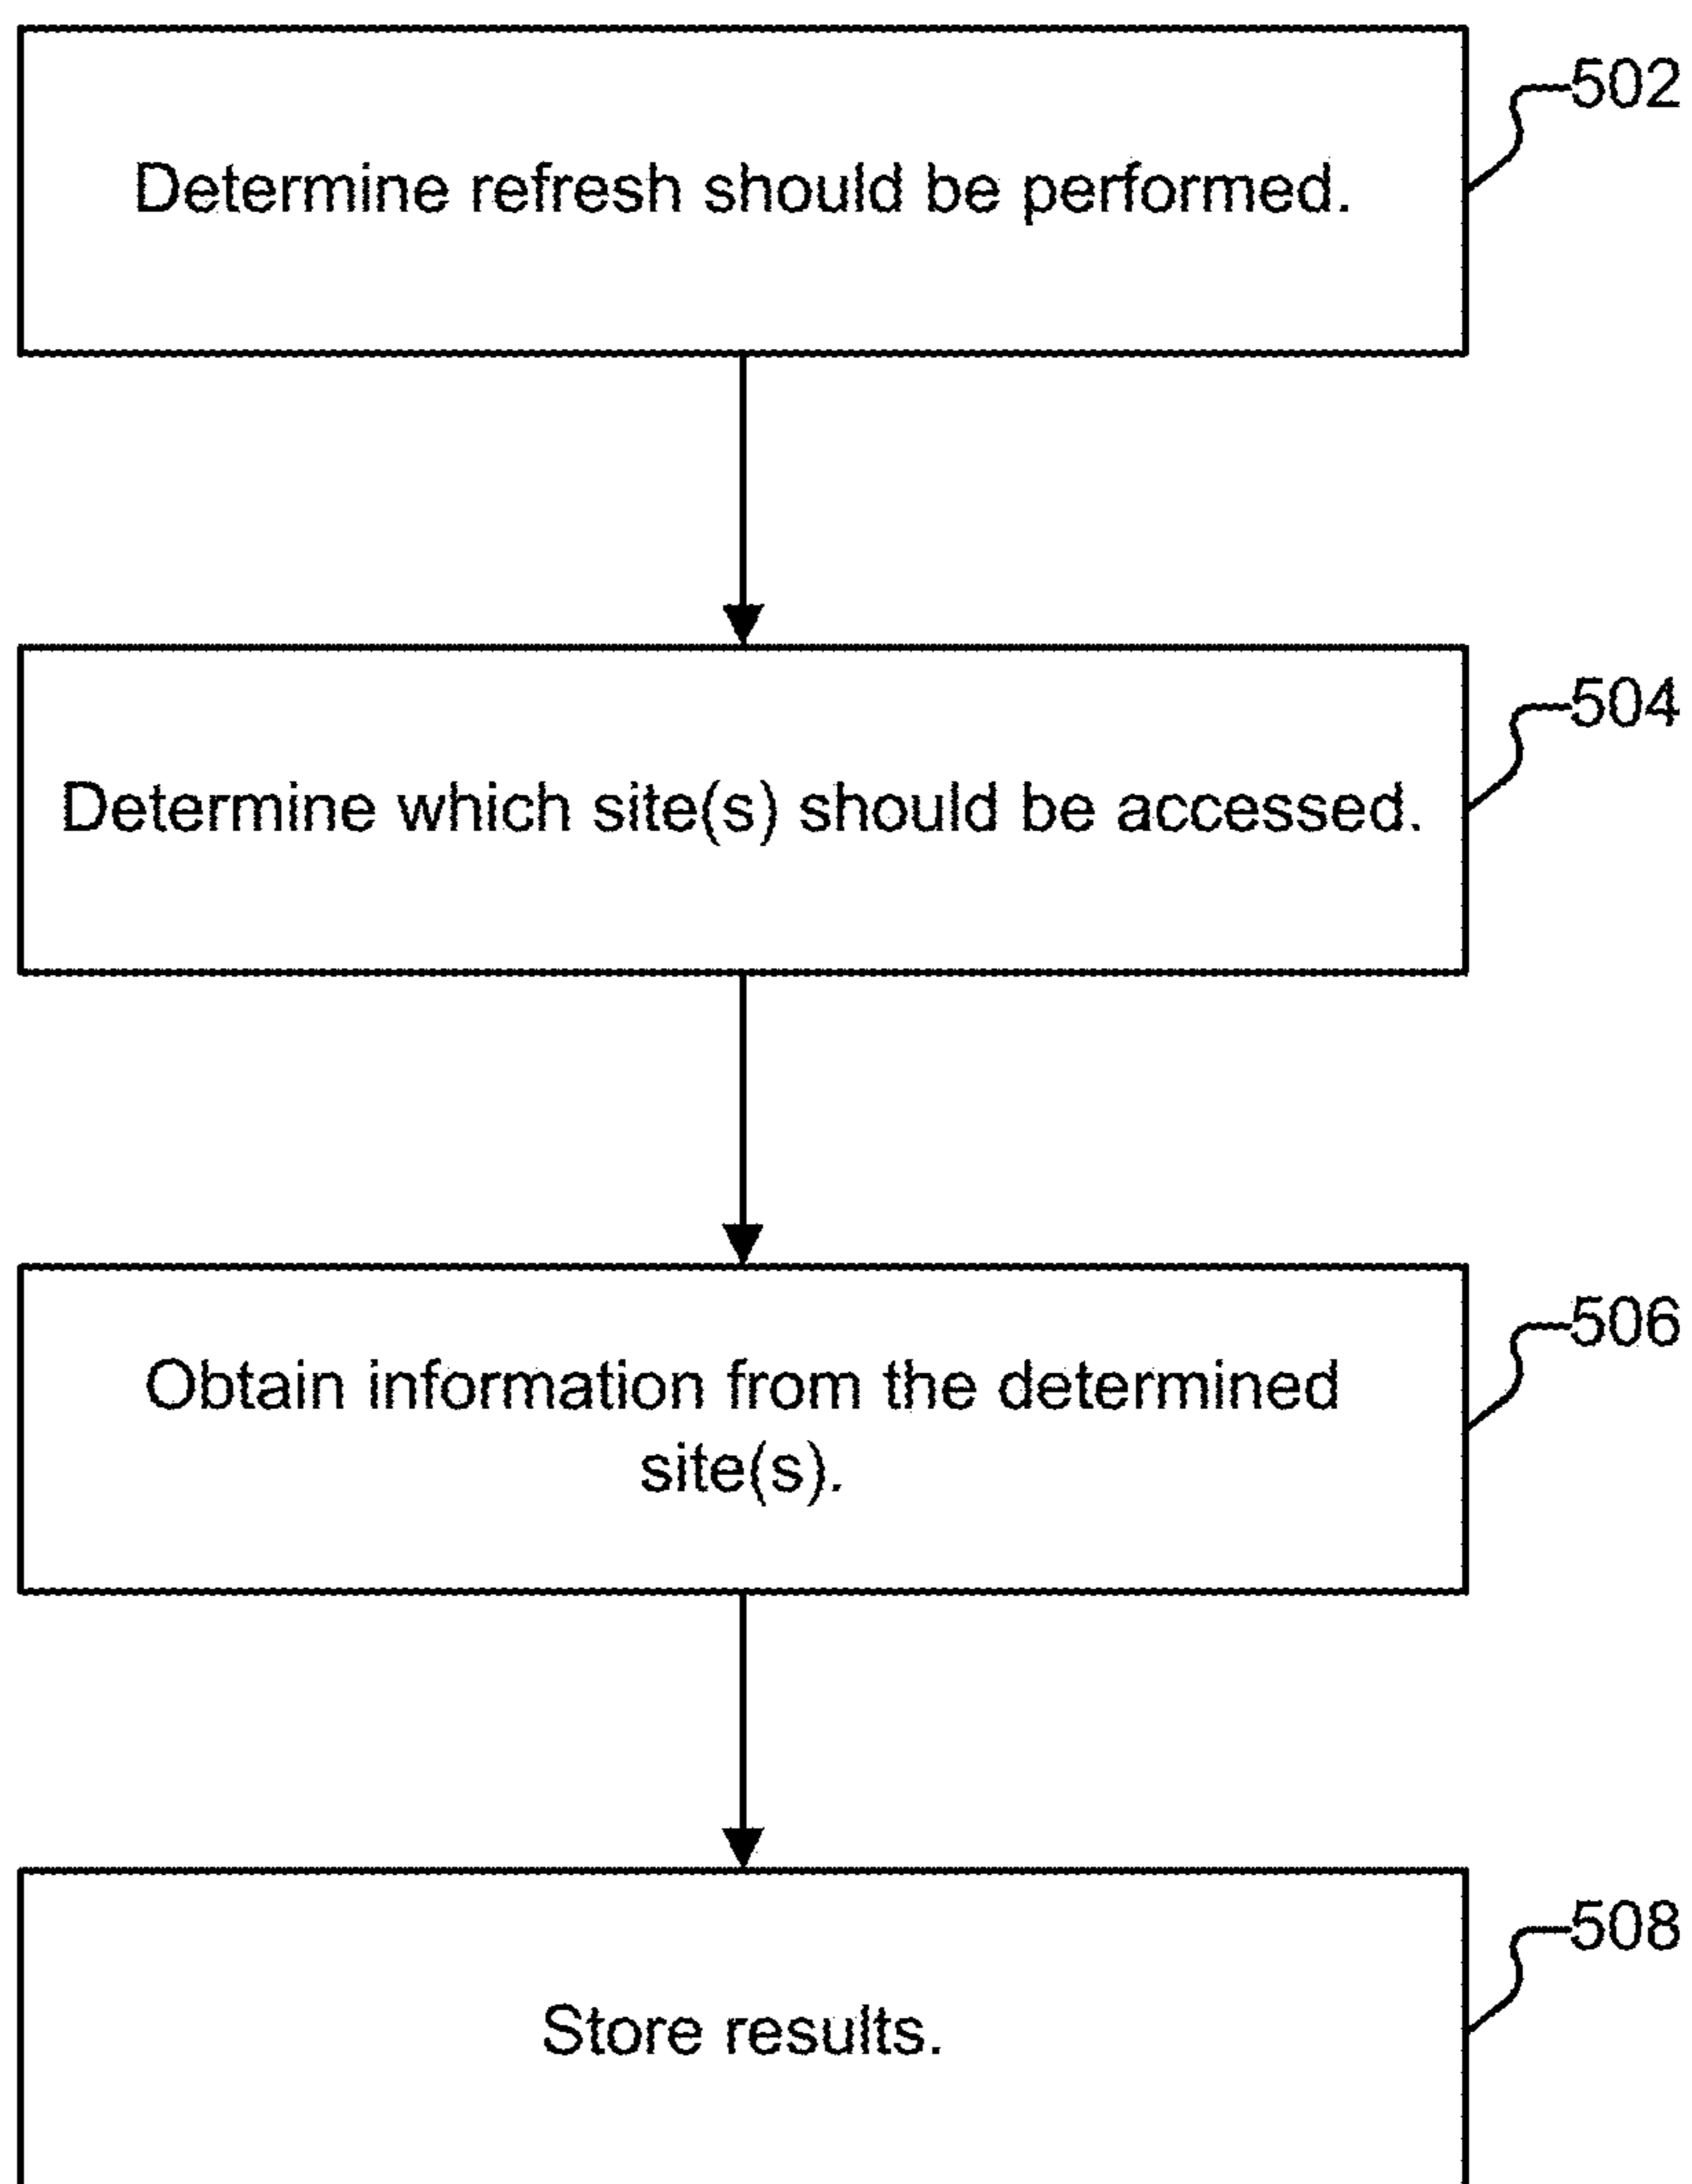 502
Determine refresh should be performed.
504
Determine which site(s) should be accessed.
506
Obtain information from the determined
site(s).
508
Store results.